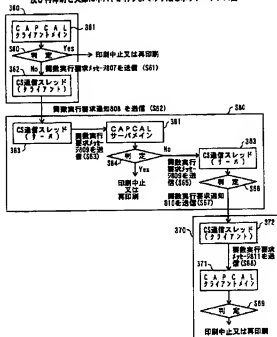 360
CAPCAL
クライアントメイン
361
S60
判定
Yes
印刷中止又は再印刷
362
No
関数実行要求メッセージ807を送信 (S61)
CS通信スレッド
(クライアント)
関数実行要求通知808 を送信 (S62)
380
CS通信スレッド
(サーバ)
383
関数実行
要求メッセ
ージ809を送
信(S63)
CAPCAL
サーバメイン
381
判定
S64
Yes
印刷中止
又は
再印刷
No
関数実行
要求メッセ
ージ809を送
信(S65)
383
CS通信スレッド
(サーバ)
判定
S66
関数実行要求通知
810を送信(S67)
370
372
CS通信スレッド
(クライアント)
関数実行要求
メッセージ811を送
信(S68)
371
CAPCAL
クライアントメイン
判定
S69
印刷中止又は再印刷